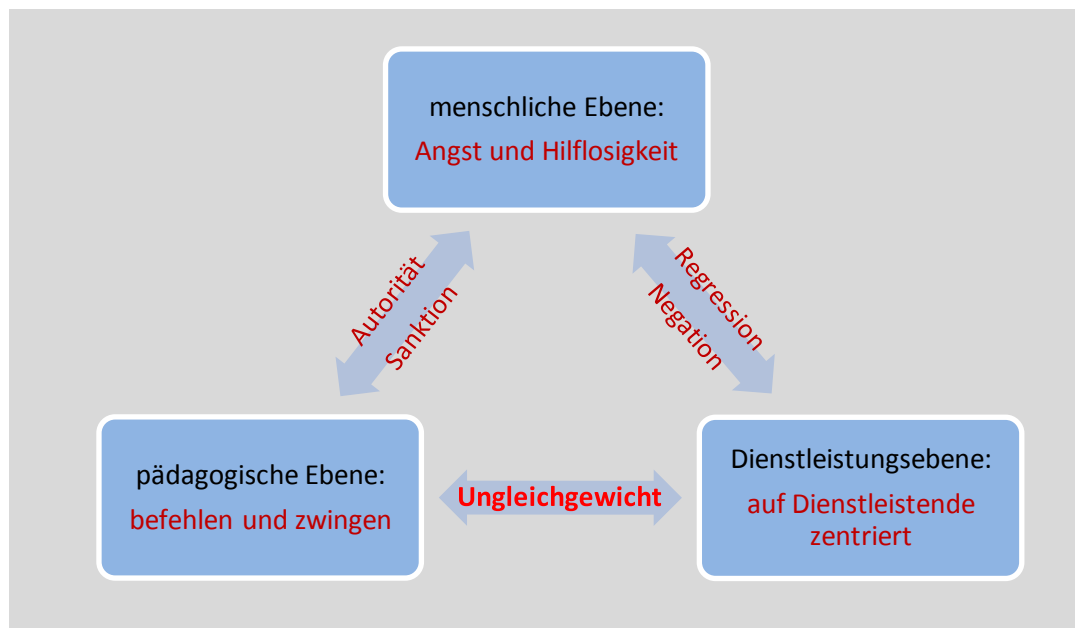 menschliche Ebene:
Angst und Hilflosigkeit
Autorität
Sanktion
Regression
Negation
pädagogische Ebene:
befehlen und zwingen
Ungleichgewicht
Dienstleistungsebene:
auf Dienstleistende
zentriert